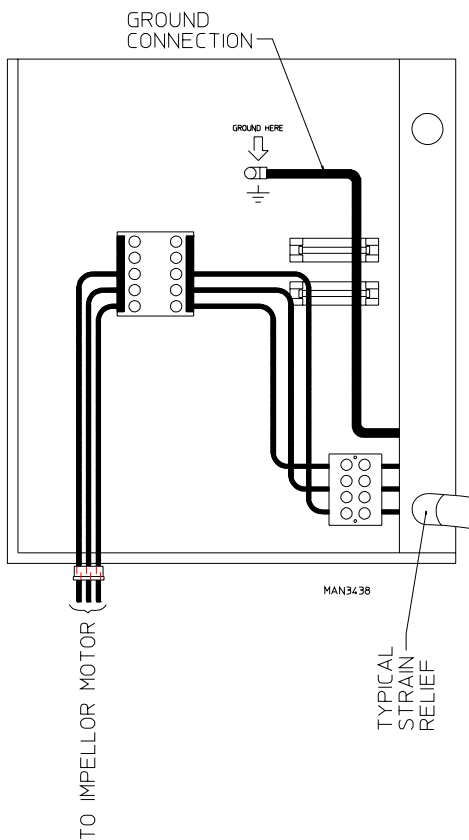 GROUND
CONNECTION
GROUND HERE
MAN3438
TYPICAL
STRAIN
RELIEF
TO IMPELLOR MOTOR